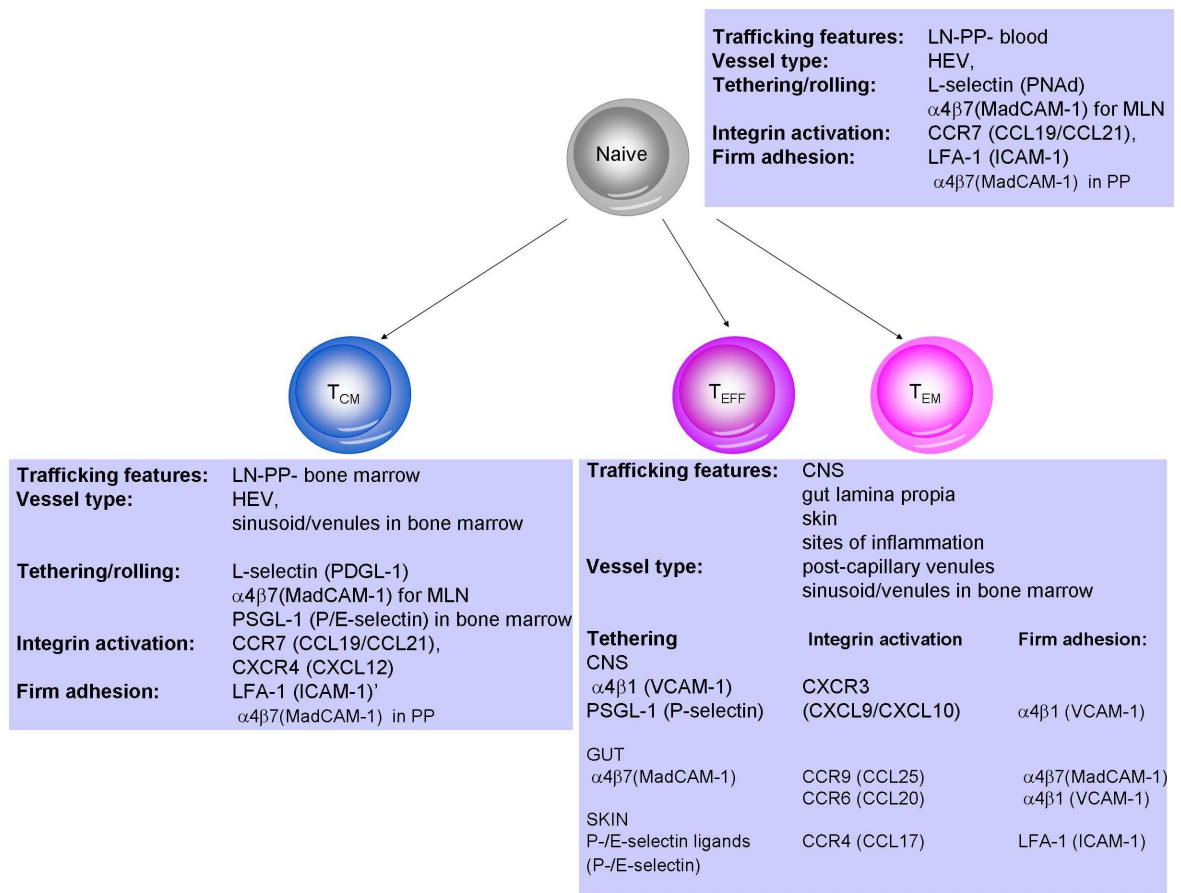 Trafficking features: LN-PP- blood
Vessel type: HEV,
Tethering/rolling: L-selectin (PNAd)
α4β7(MadCAM-1) for MLN
Integrin activation: CCR7 (CCL19/CCL21),
Firm adhesion: LFA-1 (ICAM-1)
α4β7(MadCAM-1) in PP
Naive
TCM
TEFF
TEM
Trafficking features: LN-PP- bone marrow
Vessel type: HEV,
sinusoid/venules in bone marrow
Tethering/rolling: L-selectin (PDGL-1)
α4β7(MadCAM-1) for MLN
PSGL-1 (P/E-selectin) in bone marrow
Integrin activation: CCR7 (CCL19/CCL21),
CXCR4 (CXCL12)
Firm adhesion: LFA-1 (ICAM-1)’
α4β7(MadCAM-1) in PP
Trafficking features: CNS
gut lamina propia
skin
sites of inflammation
Vessel type: post-capillary venules
sinusoid/venules in bone marrow
Tethering Integrin activation Firm adhesion:
CNS
α4β1 (VCAM-1) CXCR3
PSGL-1 (P-selectin) (CXCL9/CXCL10) α4β1 (VCAM-1)
GUT
α4β7(MadCAM-1) CCR9 (CCL25) α4β7(MadCAM-1)
CCR6 (CCL20) α4β1 (VCAM-1)
SKIN
P-/E-selectin ligands CCR4 (CCL17) LFA-1 (ICAM-1)
(P-/E-selectin)